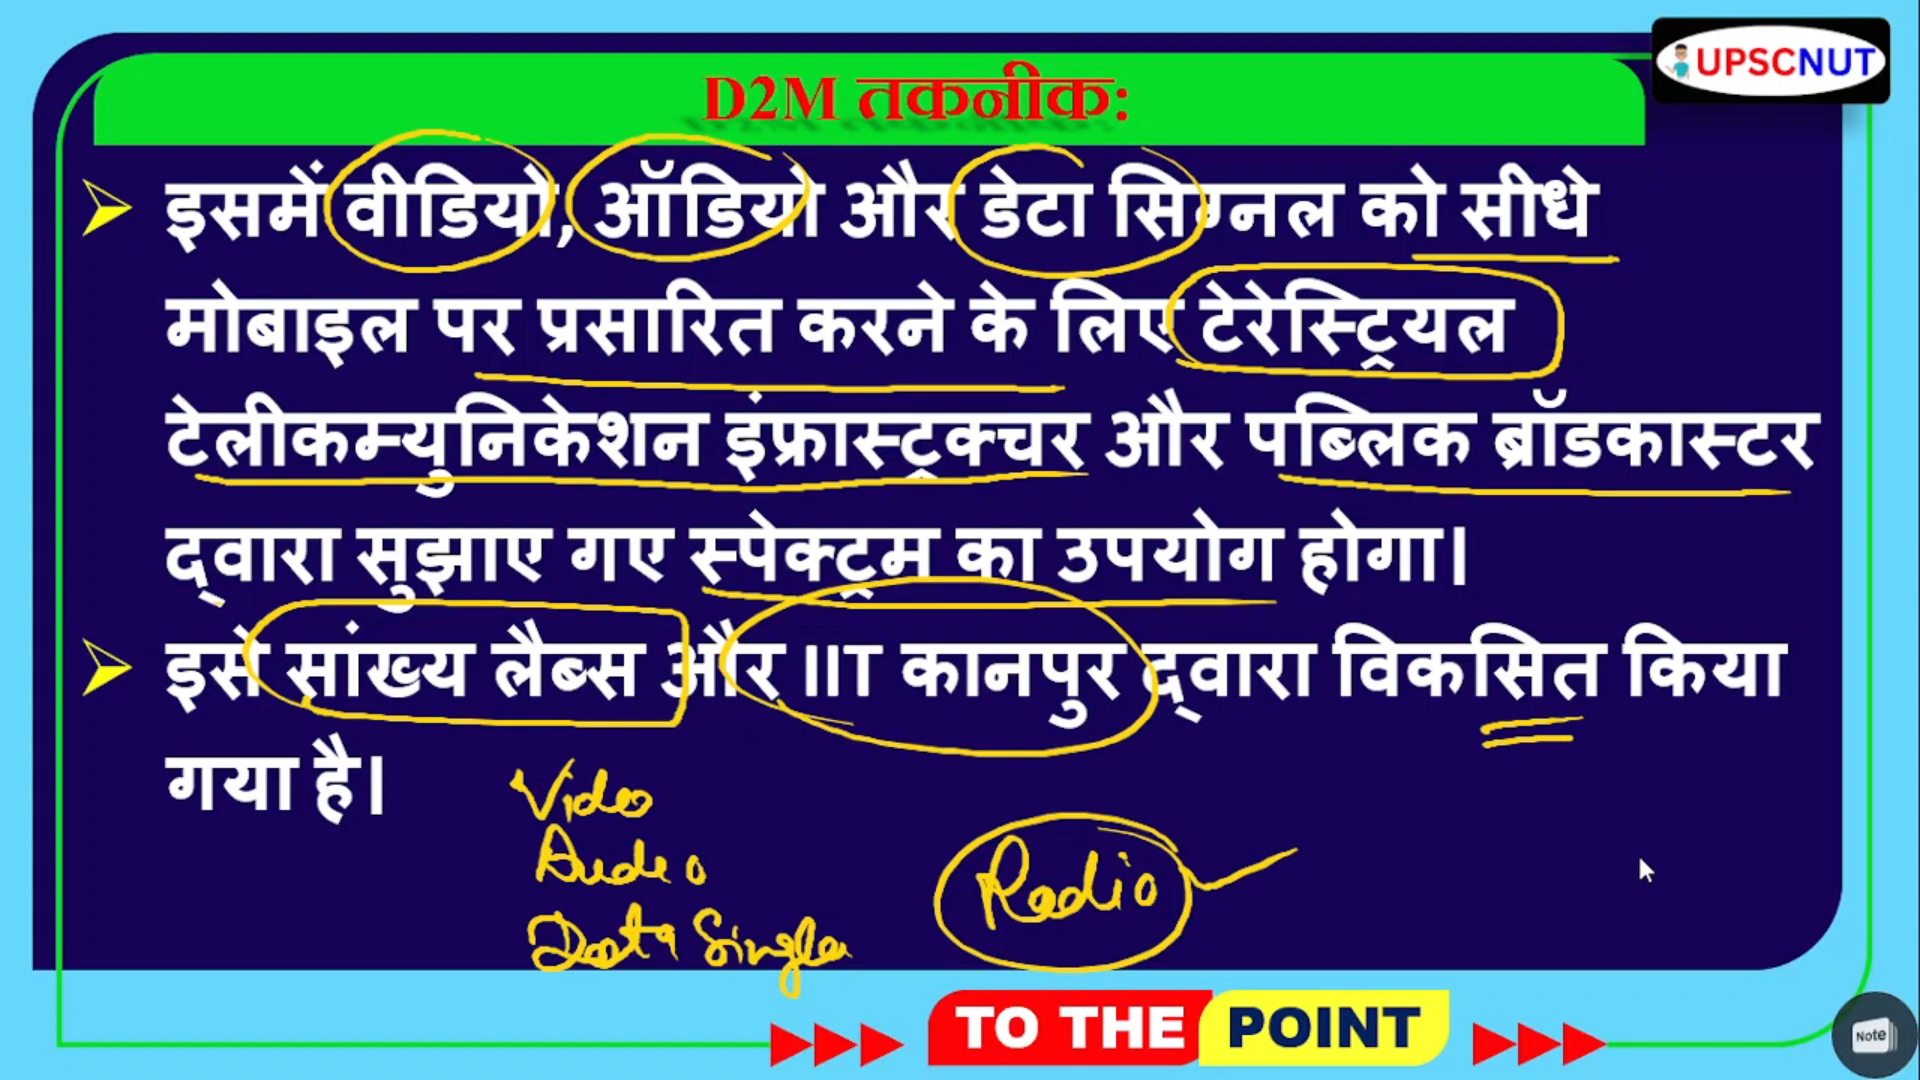 UPSCNUT
D2M तकनीक:
इसमें वीडियो, ऑडियो और डेटा सिग्नल को सीधे
मोबाइल पर प्रसारित करने के लिए टेरेस्ट्रियल
टेलीकम्युनिकेशन इंफ्रास्ट्रक्चर और पब्लिक ब्रॉडकास्टर
द्वारा सुझाए गए स्पेक्ट्रम का उपयोग होगा।
इसे सांख्य लैब्स और IIT कानपुर द्वारा विकसित किया
गया है।
Video
Audio
Radio
Data Single
TO THE POINT
Note